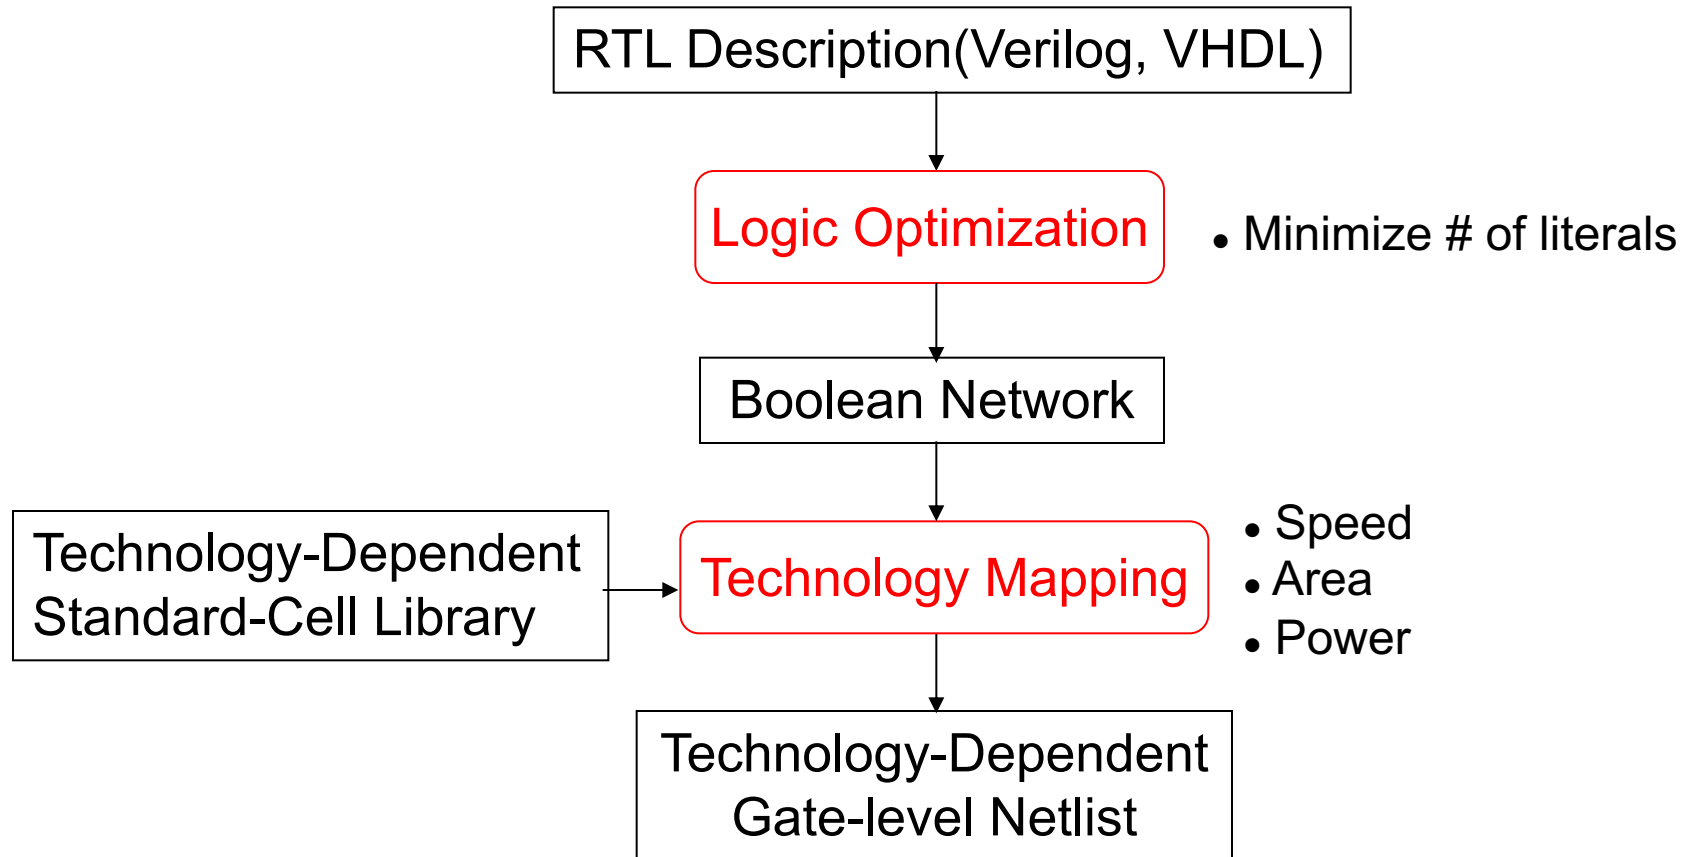 RTL Description(Verilog, VHDL)
Logic Optimization
• Minimize # of literals
Boolean Network
Technology-Dependent
Standard-Cell Library
Technology Mapping
• Speed
• Area
• Power
Technology-Dependent
Gate-level Netlist